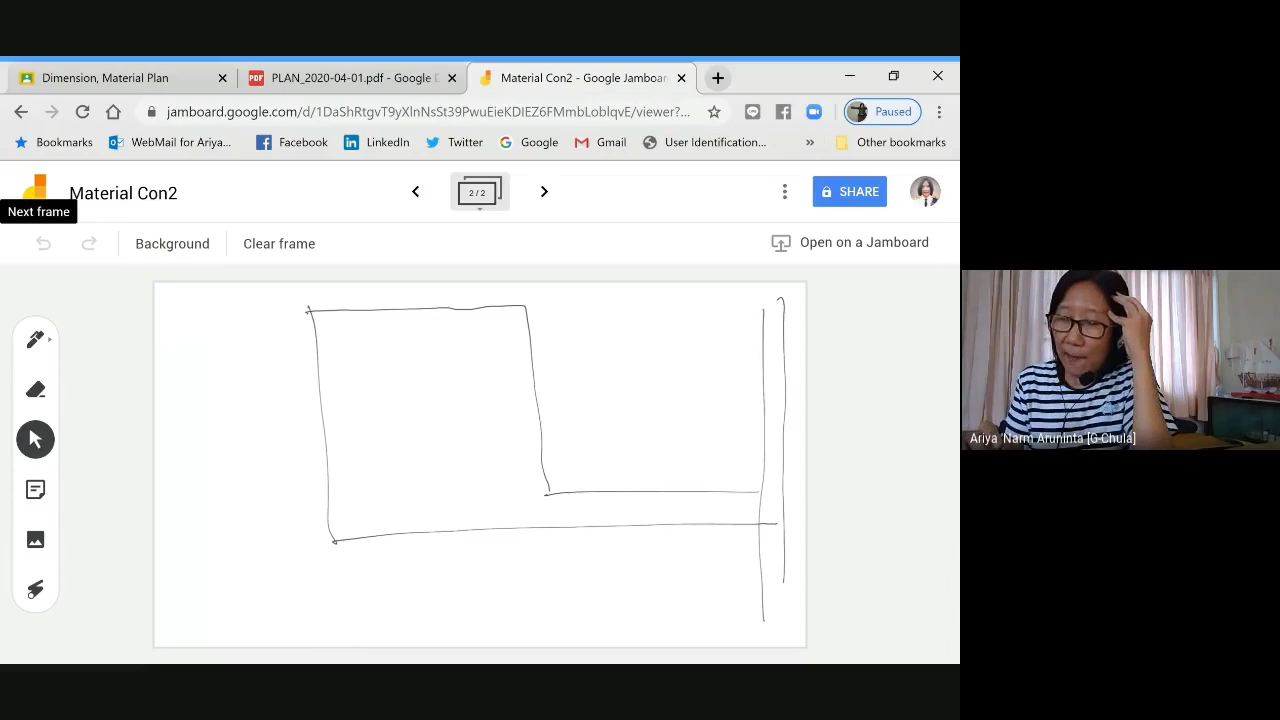 Dimension, Material Plan
PDF
PLAN_2020-04-01.pdf - Google D
Material Con2 - Google Jamboar
jamboard.google.com/d/1DaShRtgvT9yXlnNsSt39PwuEieKDIEZ6FMmbLoblqvE/viewer?...
Paused
Bookmarks
WebMail for Ariya...
Facebook
LinkedIn
Twitter
Google
Gmail
User Identification...
»
Other bookmarks
Material Con2
2 / 2
SHARE
Next frame
Background
Clear frame
Open on a Jamboard
Ariya 'Narm Aruninta [G-Chula]